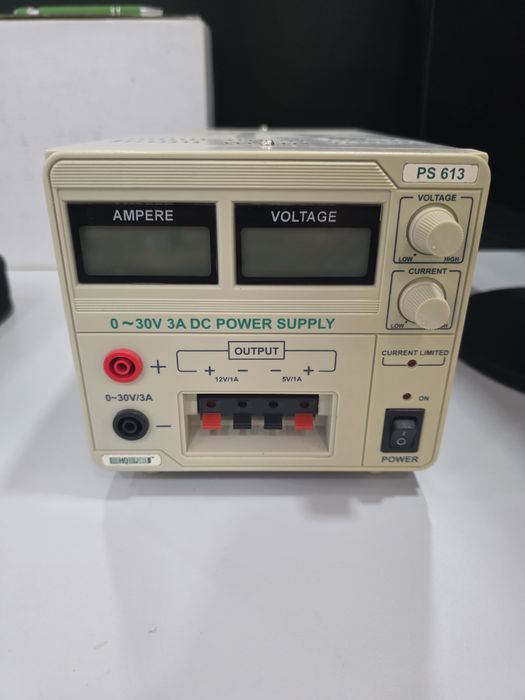 PS 613
AMPERE
VOLTAGE
VOLTAGE
LOW
HIGH
CURRENT
LOW
0~30V 3A DC POWER SUPPLY
OUTPUT
+ − − +
12V/1A
5V/1A
+
0~30V/3A
−
CURRENT LIMITED
ON
POWER
HQ